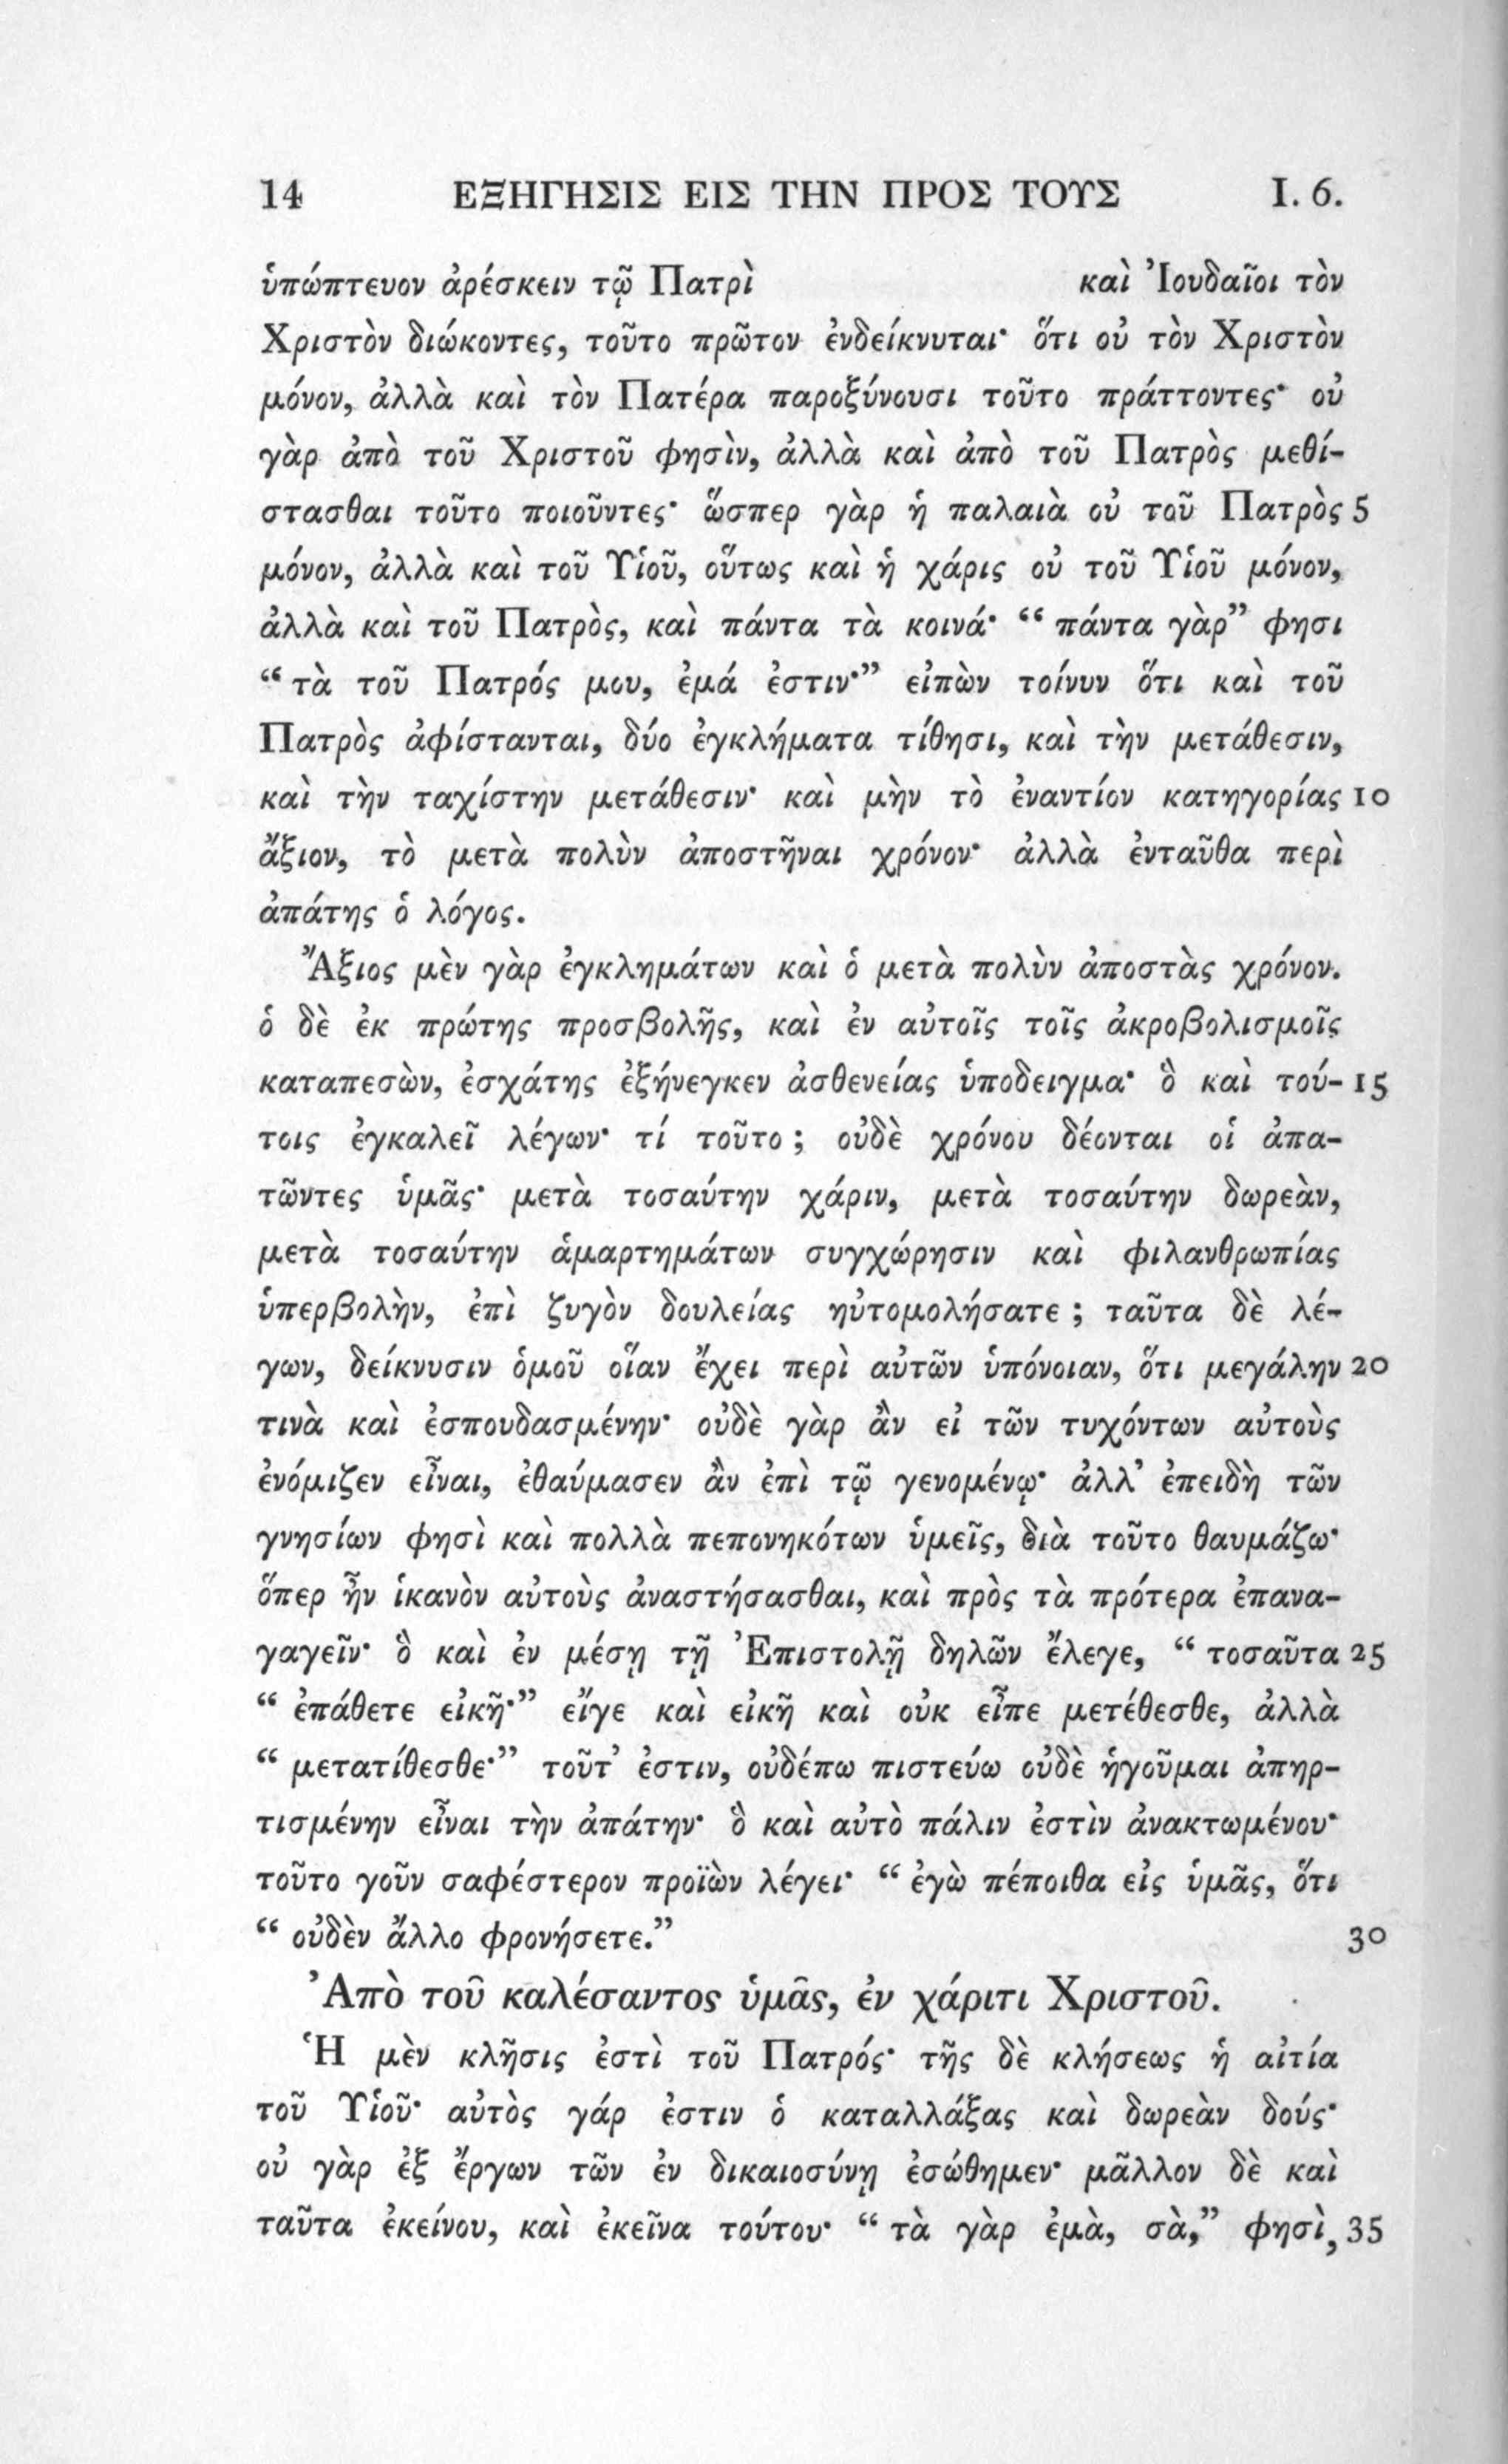 14 ΕΞΗΓΗΣΙΣ ΕΙΣ ΤΗΝ ΠΡΟΣ ΤΟΥΣ I. 6.
ὑπώπτευον ἀρέσκειν τῷ Πατρὶ καὶ Ἰουδαῖοι τὸν
Χριστὸν διώκοντες, τοῦτο πρῶτον ἐνδείκνυται· ὅτι οὐ τὸν Χριστὸν
μόνον, ἀλλὰ καὶ τὸν Πατέρα παροξύνουσι τοῦτο πράττοντες· οὐ
γὰρ ἀπὸ τοῦ Χριστοῦ φησὶν, ἀλλὰ καὶ ἀπὸ τοῦ Πατρὸς μεθί-
στασθαι τοῦτο ποιοῦντες· ὥσπερ γὰρ ἡ παλαιὰ οὐ τοῦ Πατρὸς 5
μόνον, ἀλλὰ καὶ τοῦ Υἱοῦ, οὕτως καὶ ἡ χάρις οὐ τοῦ Υἱοῦ μόνον,
ἀλλὰ καὶ τοῦ Πατρὸς, καὶ πάντα τὰ κοινά· “ πάντα γὰρ” φησι
“ τὰ τοῦ Πατρός μου, ἐμά ἐστιν·” εἰπὼν τοίνυν ὅτι καὶ τοῦ
Πατρὸς ἀφίστανται, δύο ἐγκλήματα τίθησι, καὶ τὴν μετάθεσιν,
καὶ τὴν ταχίστην μετάθεσιν· καὶ μὴν τὸ ἐναντίον κατηγορίας 10
ἄξιον, τὸ μετὰ πολὺν ἀποστῆναι χρόνον· ἀλλὰ ἐνταῦθα περὶ
ἀπάτης ὁ λόγος.
Ἄξιος μὲν γὰρ ἐγκλημάτων καὶ ὁ μετὰ πολὺν ἀποστὰς χρόνον.
ὁ δὲ ἐκ πρώτης προσβολῆς, καὶ ἐν αὐτοῖς τοῖς ἀκροβολισμοῖς
καταπεσὼν, ἐσχάτης ἐξήνεγκεν ἀσθενείας ὑποδειγμα· ὃ καὶ τού- 15
τοις ἐγκαλεῖ λέγων· τί τοῦτο ; οὐδὲ χρόνου δέονται οἱ ἀπα-
τῶντες ὑμᾶς· μετὰ τοσαύτην χάριν, μετὰ τοσαύτην δωρεὰν,
μετὰ τοσαύτην ἁμαρτημάτων συγχώρησιν καὶ φιλανθρωπίας
ὑπερβολὴν, ἐπὶ ζυγὸν δουλείας ηὐτομολήσατε ; ταῦτα δὲ λέ-
γων, δείκνυσιν ὁμοῦ οἵαν ἔχει περὶ αὐτῶν ὑπόνοιαν, ὅτι μεγάλην 20
τινὰ καὶ ἐσπουδασμένην· οὐδὲ γὰρ ἂν εἰ τῶν τυχόντων αὐτοὺς
ἐνόμιζεν εἶναι, ἐθαύμασεν ἂν ἐπὶ τῷ γενομένῳ· ἀλλ’ ἐπειδὴ τῶν
γνησίων φησὶ καὶ πολλὰ πεπονηκότων ὑμεῖς, διὰ τοῦτο θαυμάζω·
ὅπερ ἦν ἱκανὸν αὐτοὺς ἀναστήσασθαι, καὶ πρὸς τὰ πρότερα ἐπανα-
γαγεῖν· ὃ καὶ ἐν μέσῃ τῇ Ἐπιστολῇ δηλῶν ἔλεγε, “ τοσαῦτα 25
“ ἐπάθετε εἰκῆ·” εἴγε καὶ εἰκῆ καὶ οὐκ εἶπε μετέθεσθε, ἀλλὰ
“ μετατίθεσθε·” τοῦτ’ ἐστιν, οὐδέπω πιστεύω οὐδὲ ἡγοῦμαι ἀπηρ-
τισμένην εἶναι τὴν ἀπάτην· ὃ καὶ αὐτὸ πάλιν ἐστὶν ἀνακτωμένου·
τοῦτο γοῦν σαφέστερον προϊὼν λέγει· “ ἐγὼ πέποιθα εἰς ὑμᾶς, ὅτι
“ οὐδὲν ἄλλο φρονήσετε.” 30
Ἀπὸ τοῦ καλέσαντος ὑμᾶς, ἐν χάριτι Χριστοῦ.
Ἡ μὲν κλῆσις ἐστὶ τοῦ Πατρός· τῆς δὲ κλήσεως ἡ αἰτία
τοῦ Υἱοῦ· αὐτὸς γάρ ἐστιν ὁ καταλλάξας καὶ δωρεὰν δούς·
οὐ γὰρ ἐξ ἔργων τῶν ἐν δικαιοσύνῃ ἐσώθημεν· μᾶλλον δὲ καὶ
ταῦτα ἐκείνου, καὶ ἐκεῖνα τούτου· “ τὰ γὰρ ἐμὰ, σὰ,” φησὶ, 35